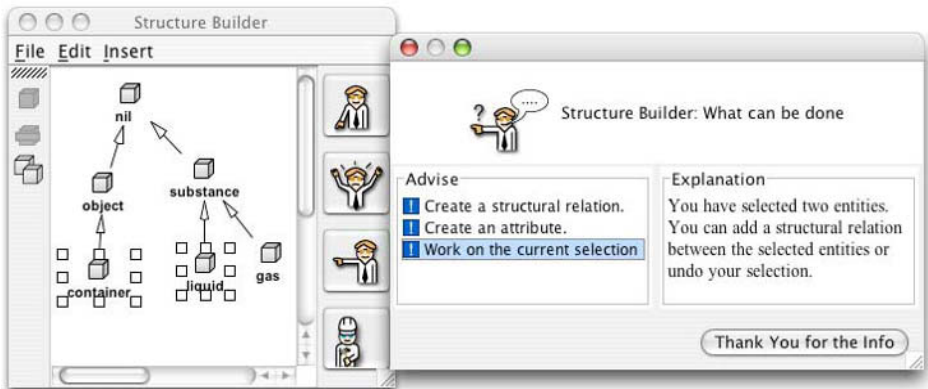 Structure Builder
File Edit Insert
nil
object
substance
container
liquid
gas
? ....
Structure Builder: What can be done
Advise
! Create a structural relation.
! Create an attribute.
! Work on the current selection
Explanation
You have selected two entities.
You can add a structural relation
between the selected entities or
undo your selection.
Thank You for the Info